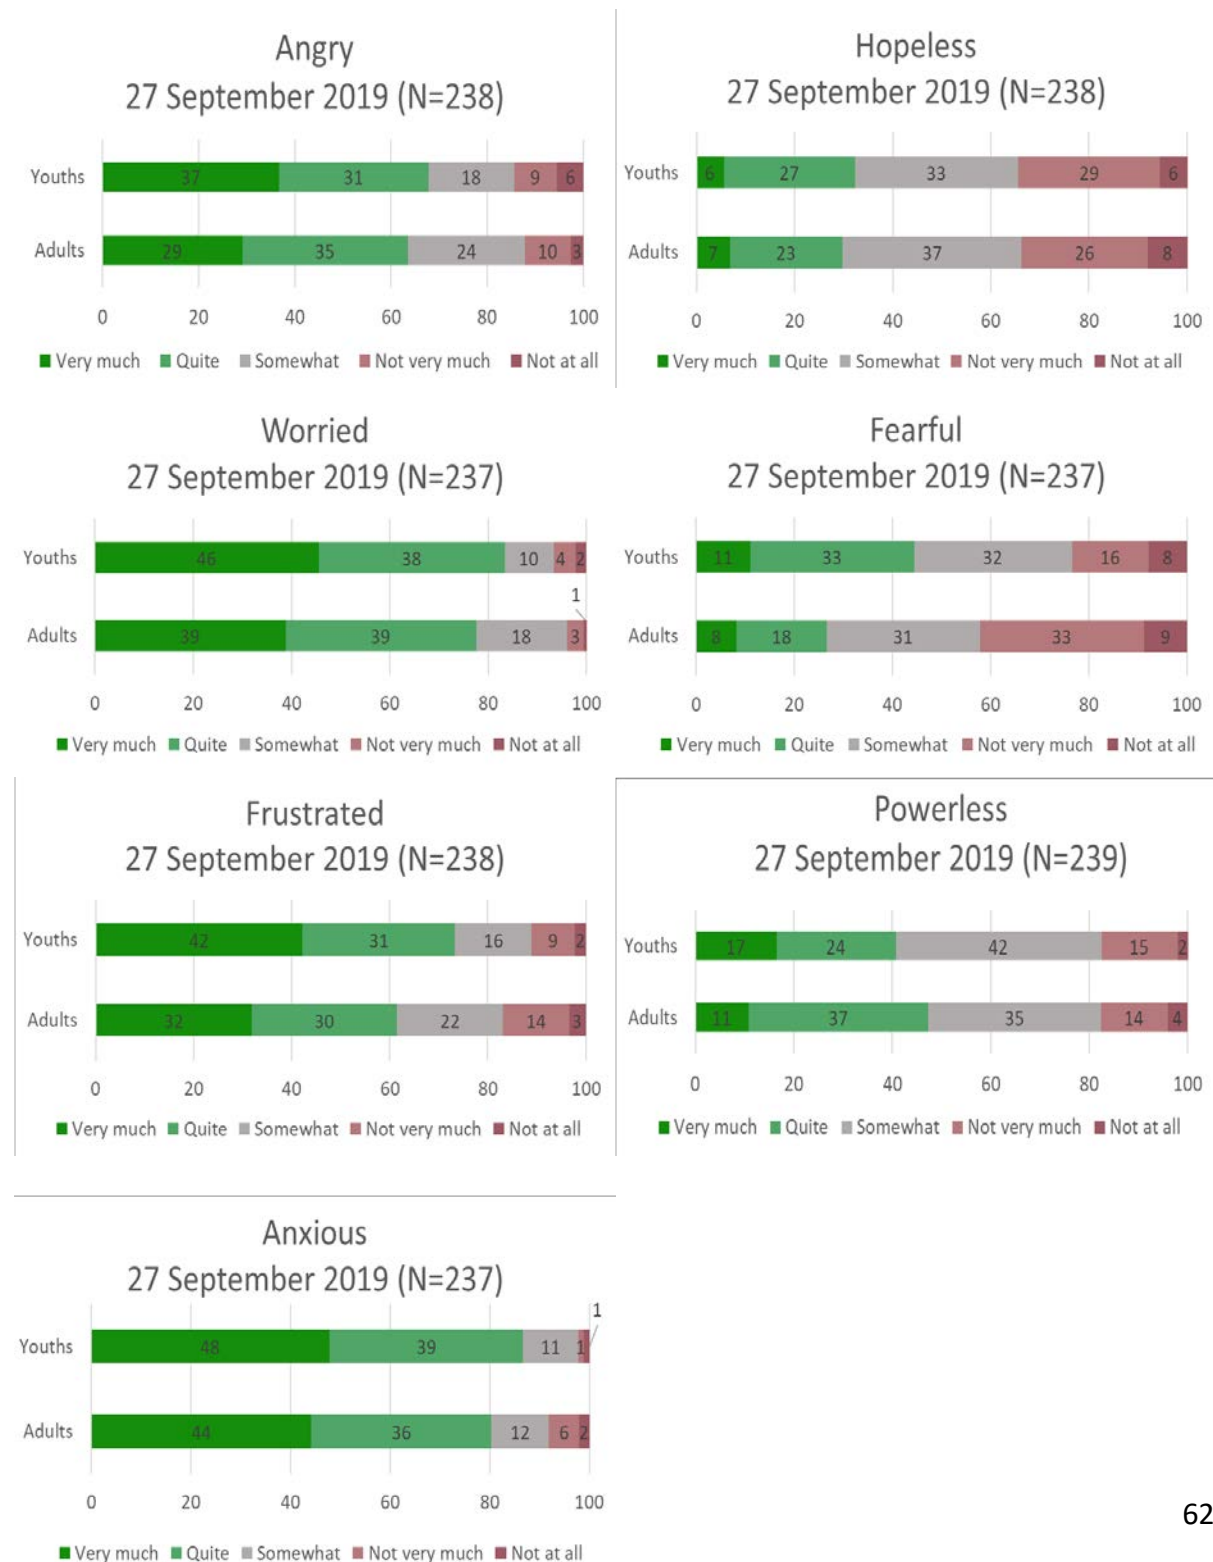 Angry
27 September 2019 (N=238)
Youths 37 31 18 9 6
Adults 29 35 24 10 3
0 20 40 60 80 100
Very much Quite Somewhat Not very much Not at all
Hopeless
27 September 2019 (N=238)
Youths 6 27 33 29 6
Adults 7 23 37 26 8
0 20 40 60 80 100
Very much Quite Somewhat Not very much Not at all
Worried
27 September 2019 (N=237)
Youths 46 38 10 4 2
1
Adults 39 39 18 3
0 20 40 60 80 100
Very much Quite Somewhat Not very much Not at all
Fearful
27 September 2019 (N=237)
Youths 11 33 32 16 8
Adults 8 18 31 33 9
0 20 40 60 80 100
Very much Quite Somewhat Not very much Not at all
Frustrated
27 September 2019 (N=238)
Youths 42 31 16 9 2
Adults 32 30 22 14 3
0 20 40 60 80 100
Very much Quite Somewhat Not very much Not at all
Powerless
27 September 2019 (N=239)
Youths 17 24 42 15 2
Adults 11 37 35 14 4
0 20 40 60 80 100
Very much Quite Somewhat Not very much Not at all
Anxious
27 September 2019 (N=237)
1
Youths 48 39 11 1
Adults 44 36 12 6 2
0 20 40 60 80 100
Very much Quite Somewhat Not very much Not at all
62